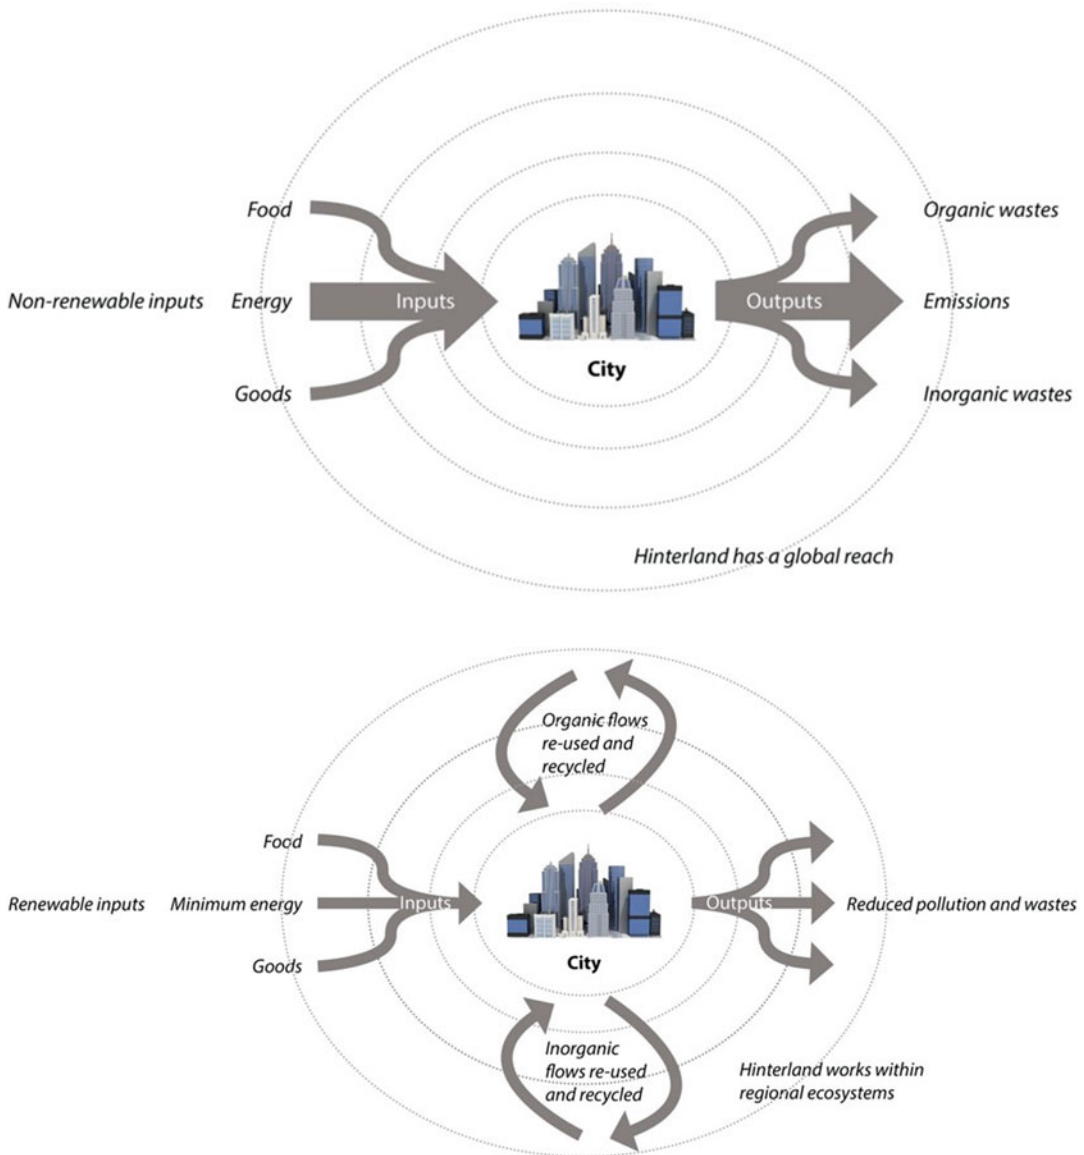 Food
Organic wastes
Non-renewable inputs
Energy
Inputs
Outputs
Emissions
City
Goods
Inorganic wastes
Hinterland has a global reach
Organic flows
re-used and
recycled
Food
Renewable inputs
Minimum energy
Inputs
Outputs
Reduced pollution and wastes
Goods
City
Inorganic
flows re-used
and recycled
Hinterland works within
regional ecosystems